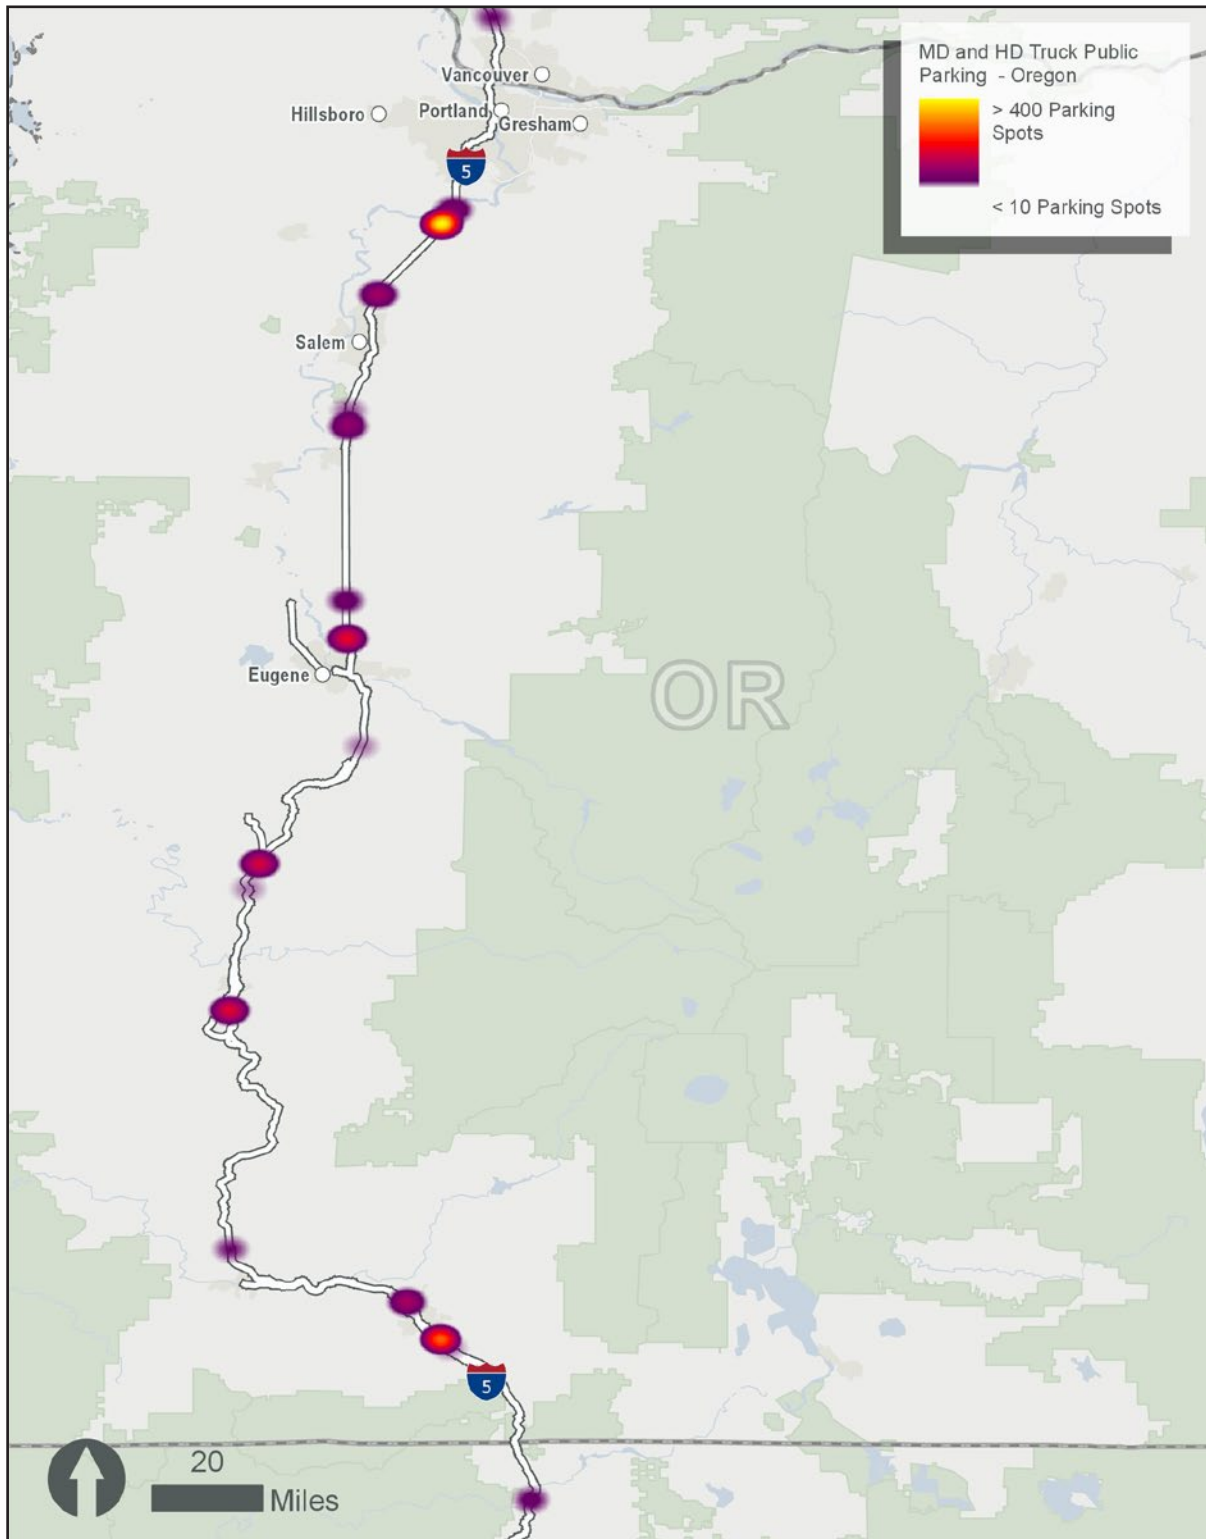 MD and HD Truck Public
Parking - Oregon
> 400 Parking
Spots
< 10 Parking Spots
Vancouver
Hillsboro
Portland
Gresham
5
Salem
Eugene
OR
5
20
Miles